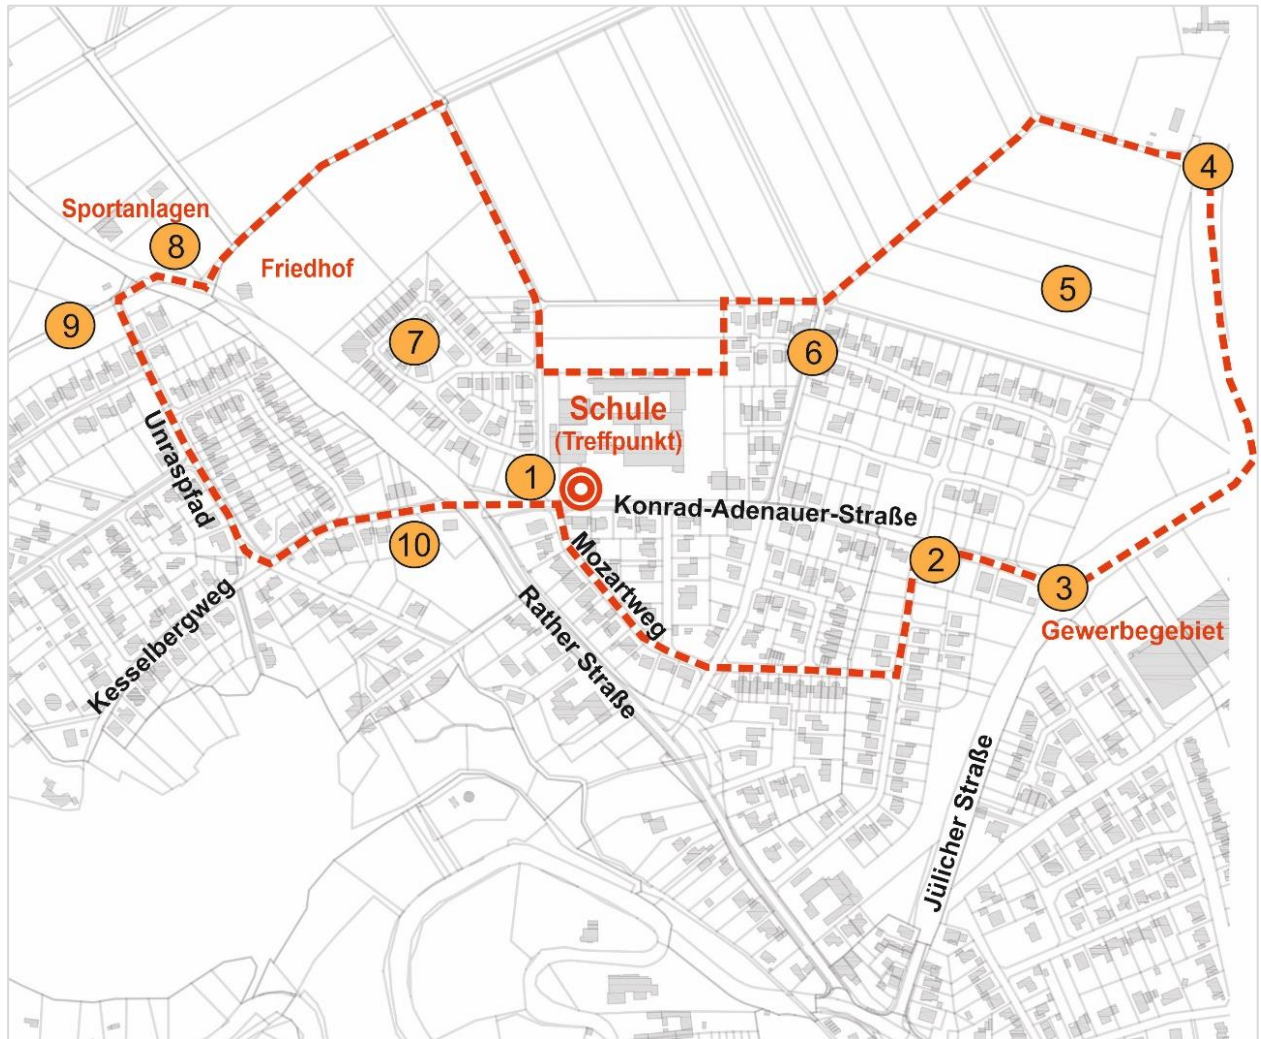 4
Sportanlagen
8
Friedhof
5
9
7
6
Schule
(Treffpunkt)
Unraspfad
1
Konrad-Adenauer-Straße
10
Mozartweg
2
3
Kesselbergweg
Rather Straße
Gewerbegebiet
Jülicher Straße